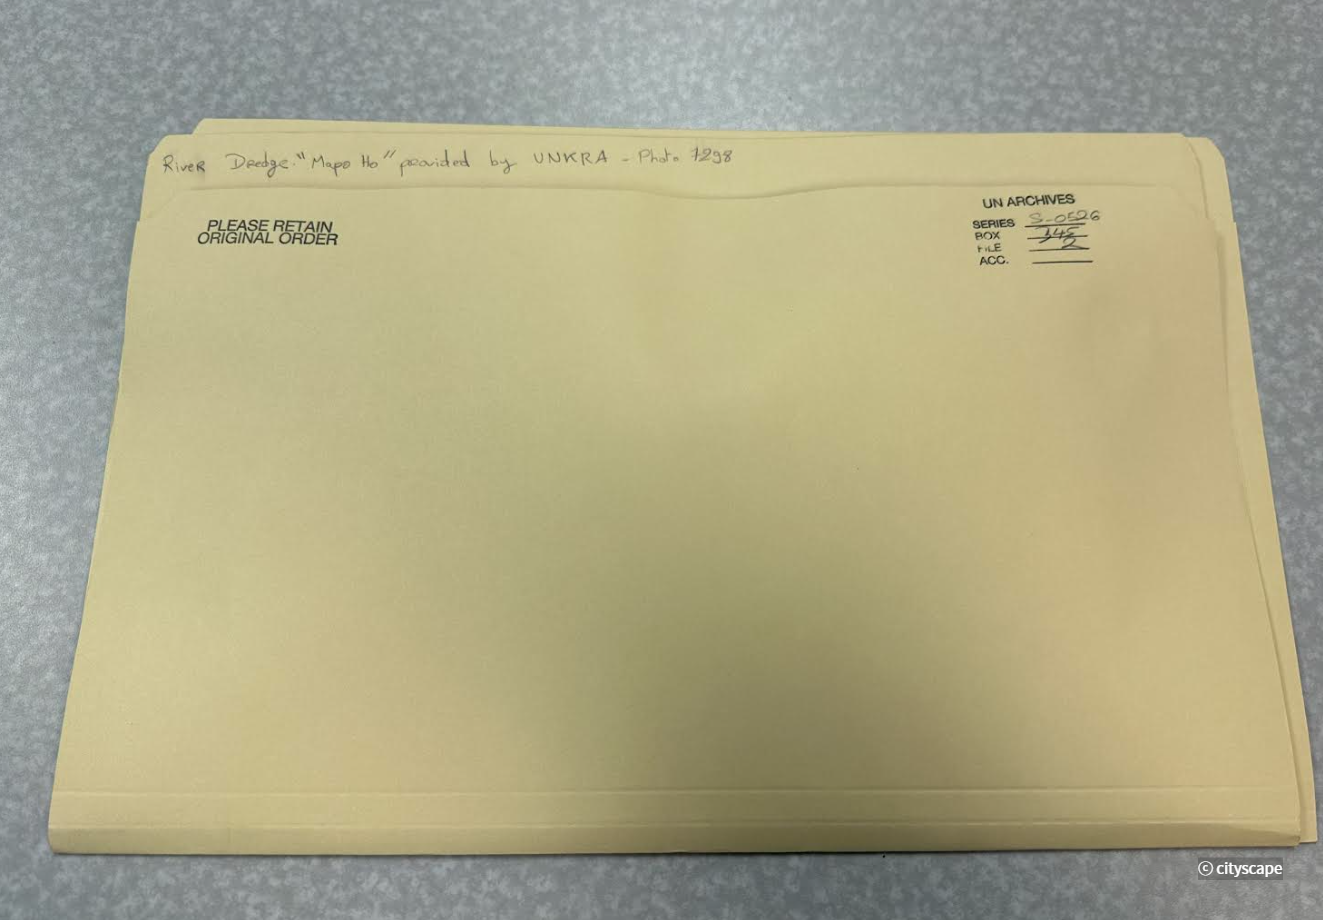 River Dredge "Mapo Ho" provided by UNKRA - Photo 1298
PLEASE RETAIN
ORIGINAL ORDER
UN ARCHIVES
SERIES S-0526
BOX 345
FILE 2
ACC.
© cityscape